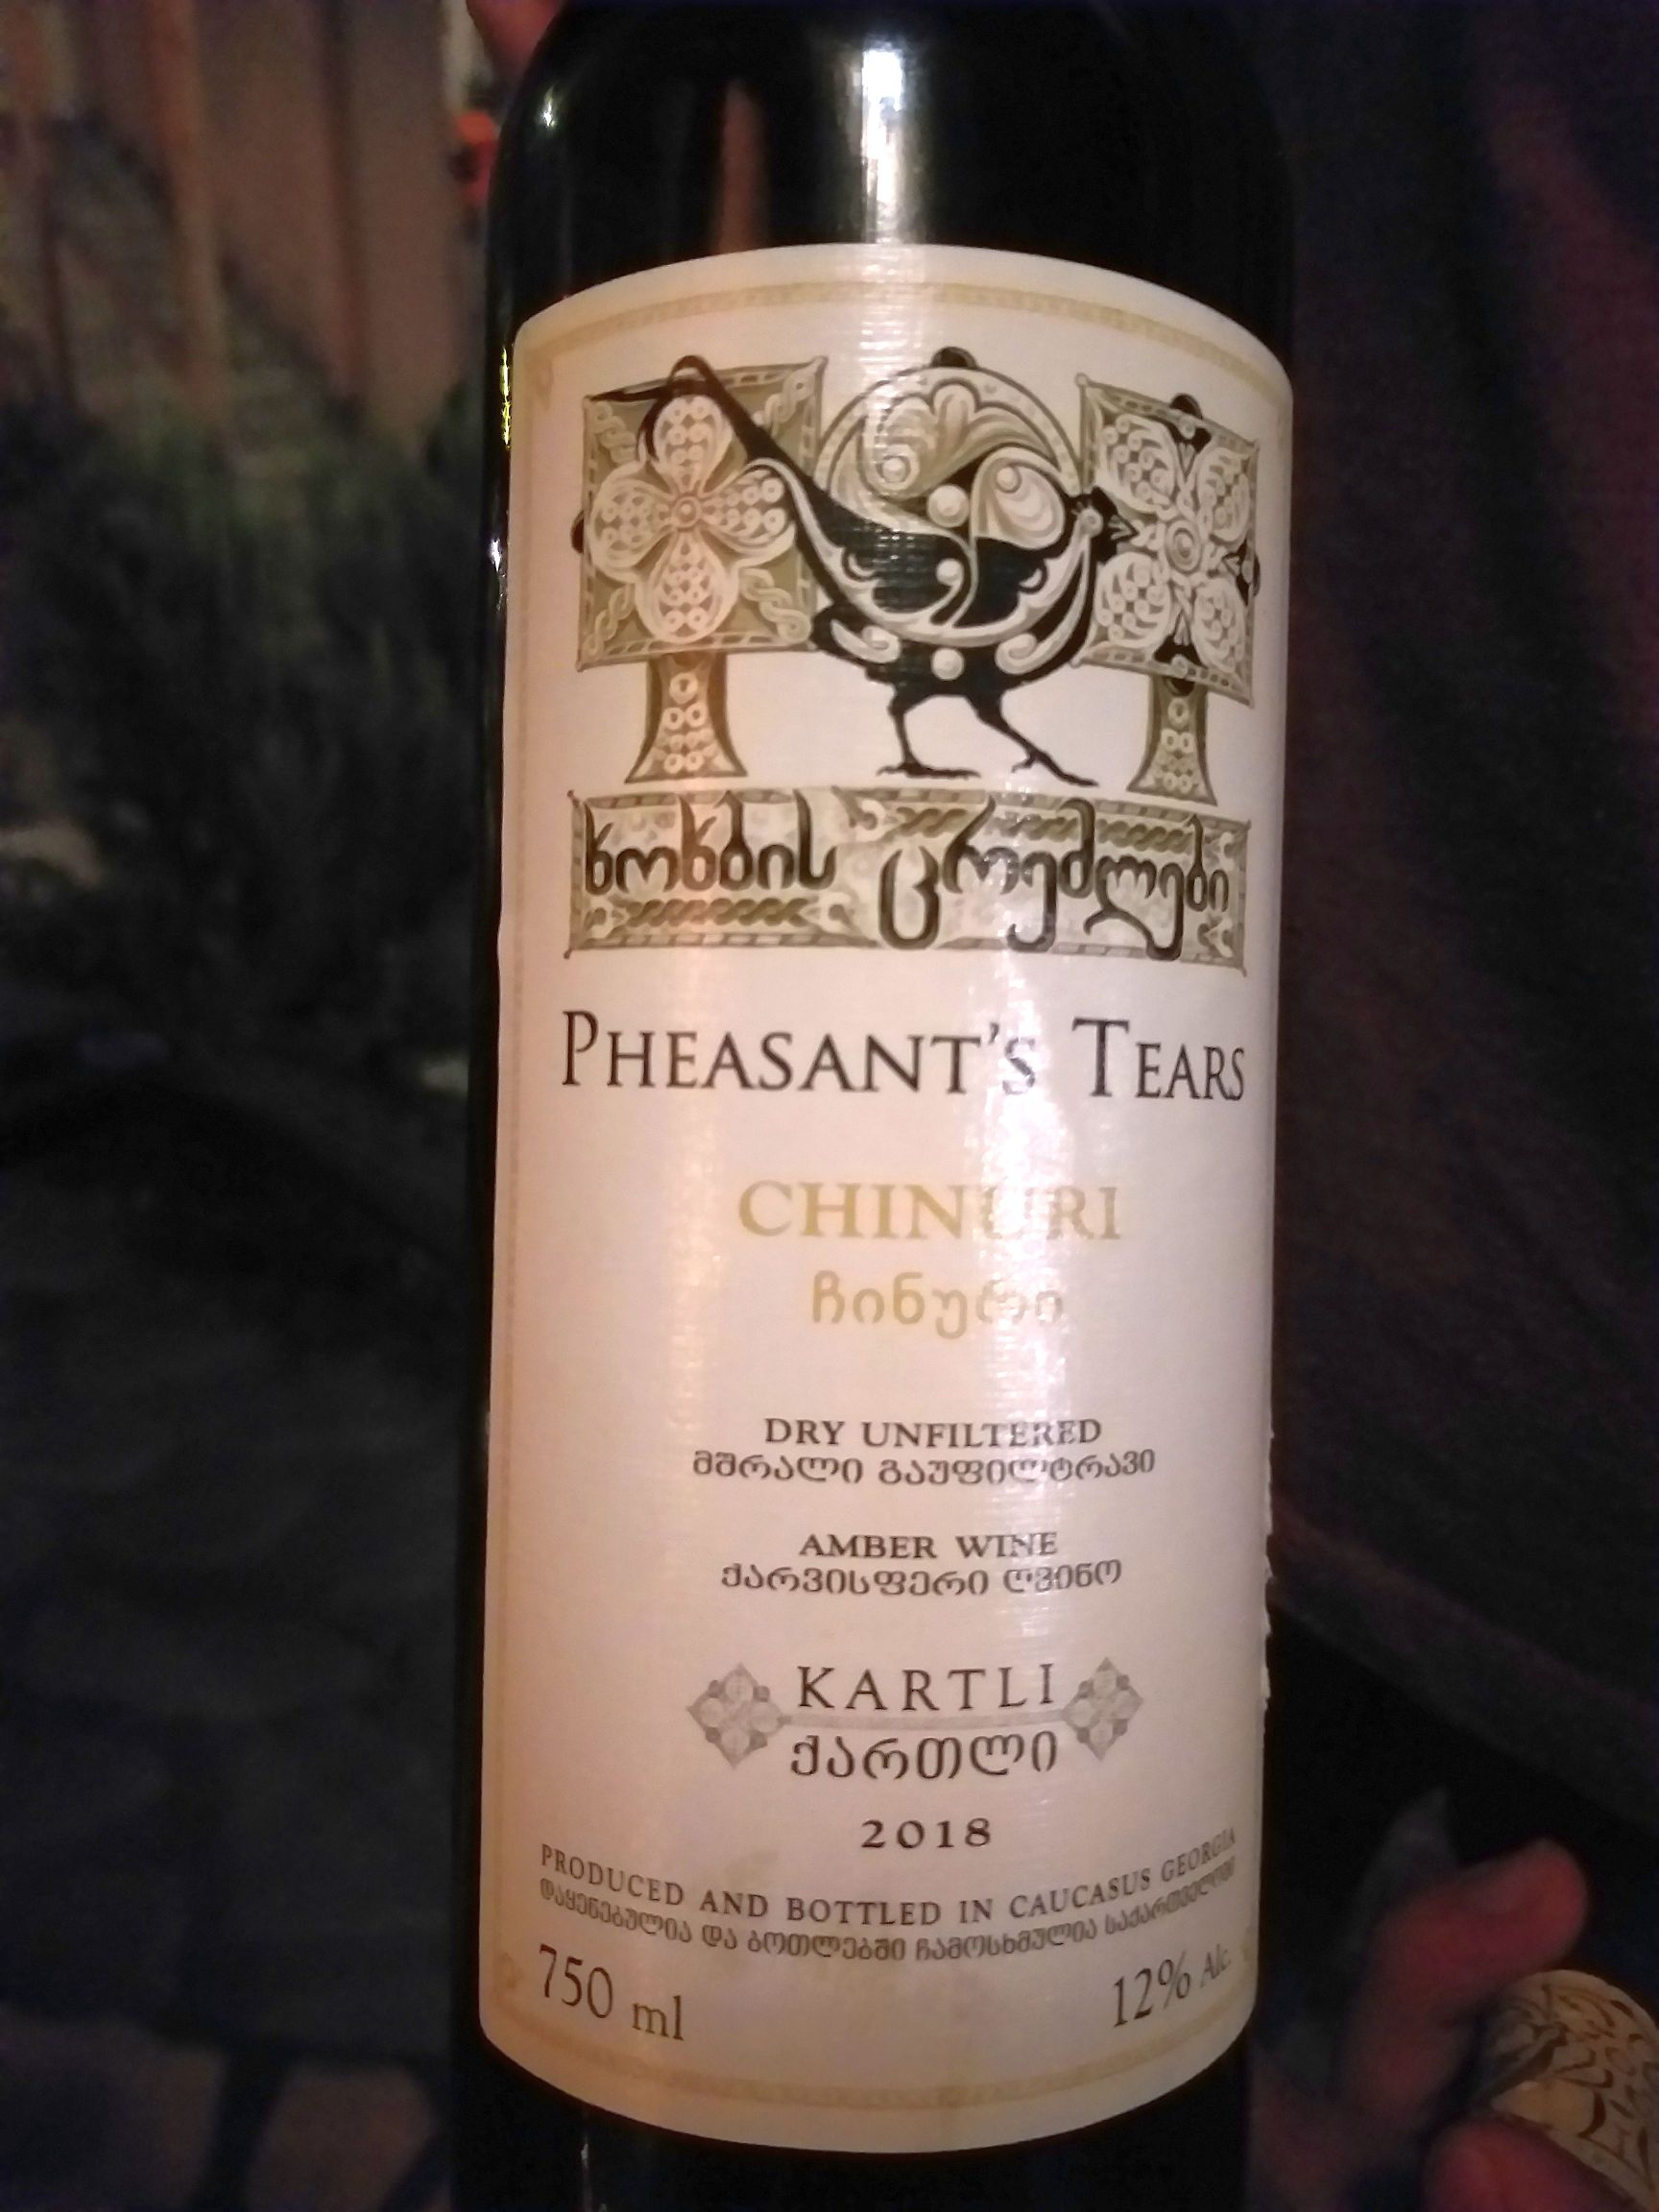 ხოხბის ცრემლები
PHEASANT'S TEARS
CHINURI
ჩინური
DRY UNFILTERED
მშრალი გაუფილტრავი
AMBER WINE
ქარვისფერი ღვინო
KARTLI
ქართლი
2018
PRODUCED AND BOTTLED IN CAUCASUS GEORGIA
დაყენებულია და ბოთლებში ჩამოსხმულია საქართველოში
750 ml
12% Alc.